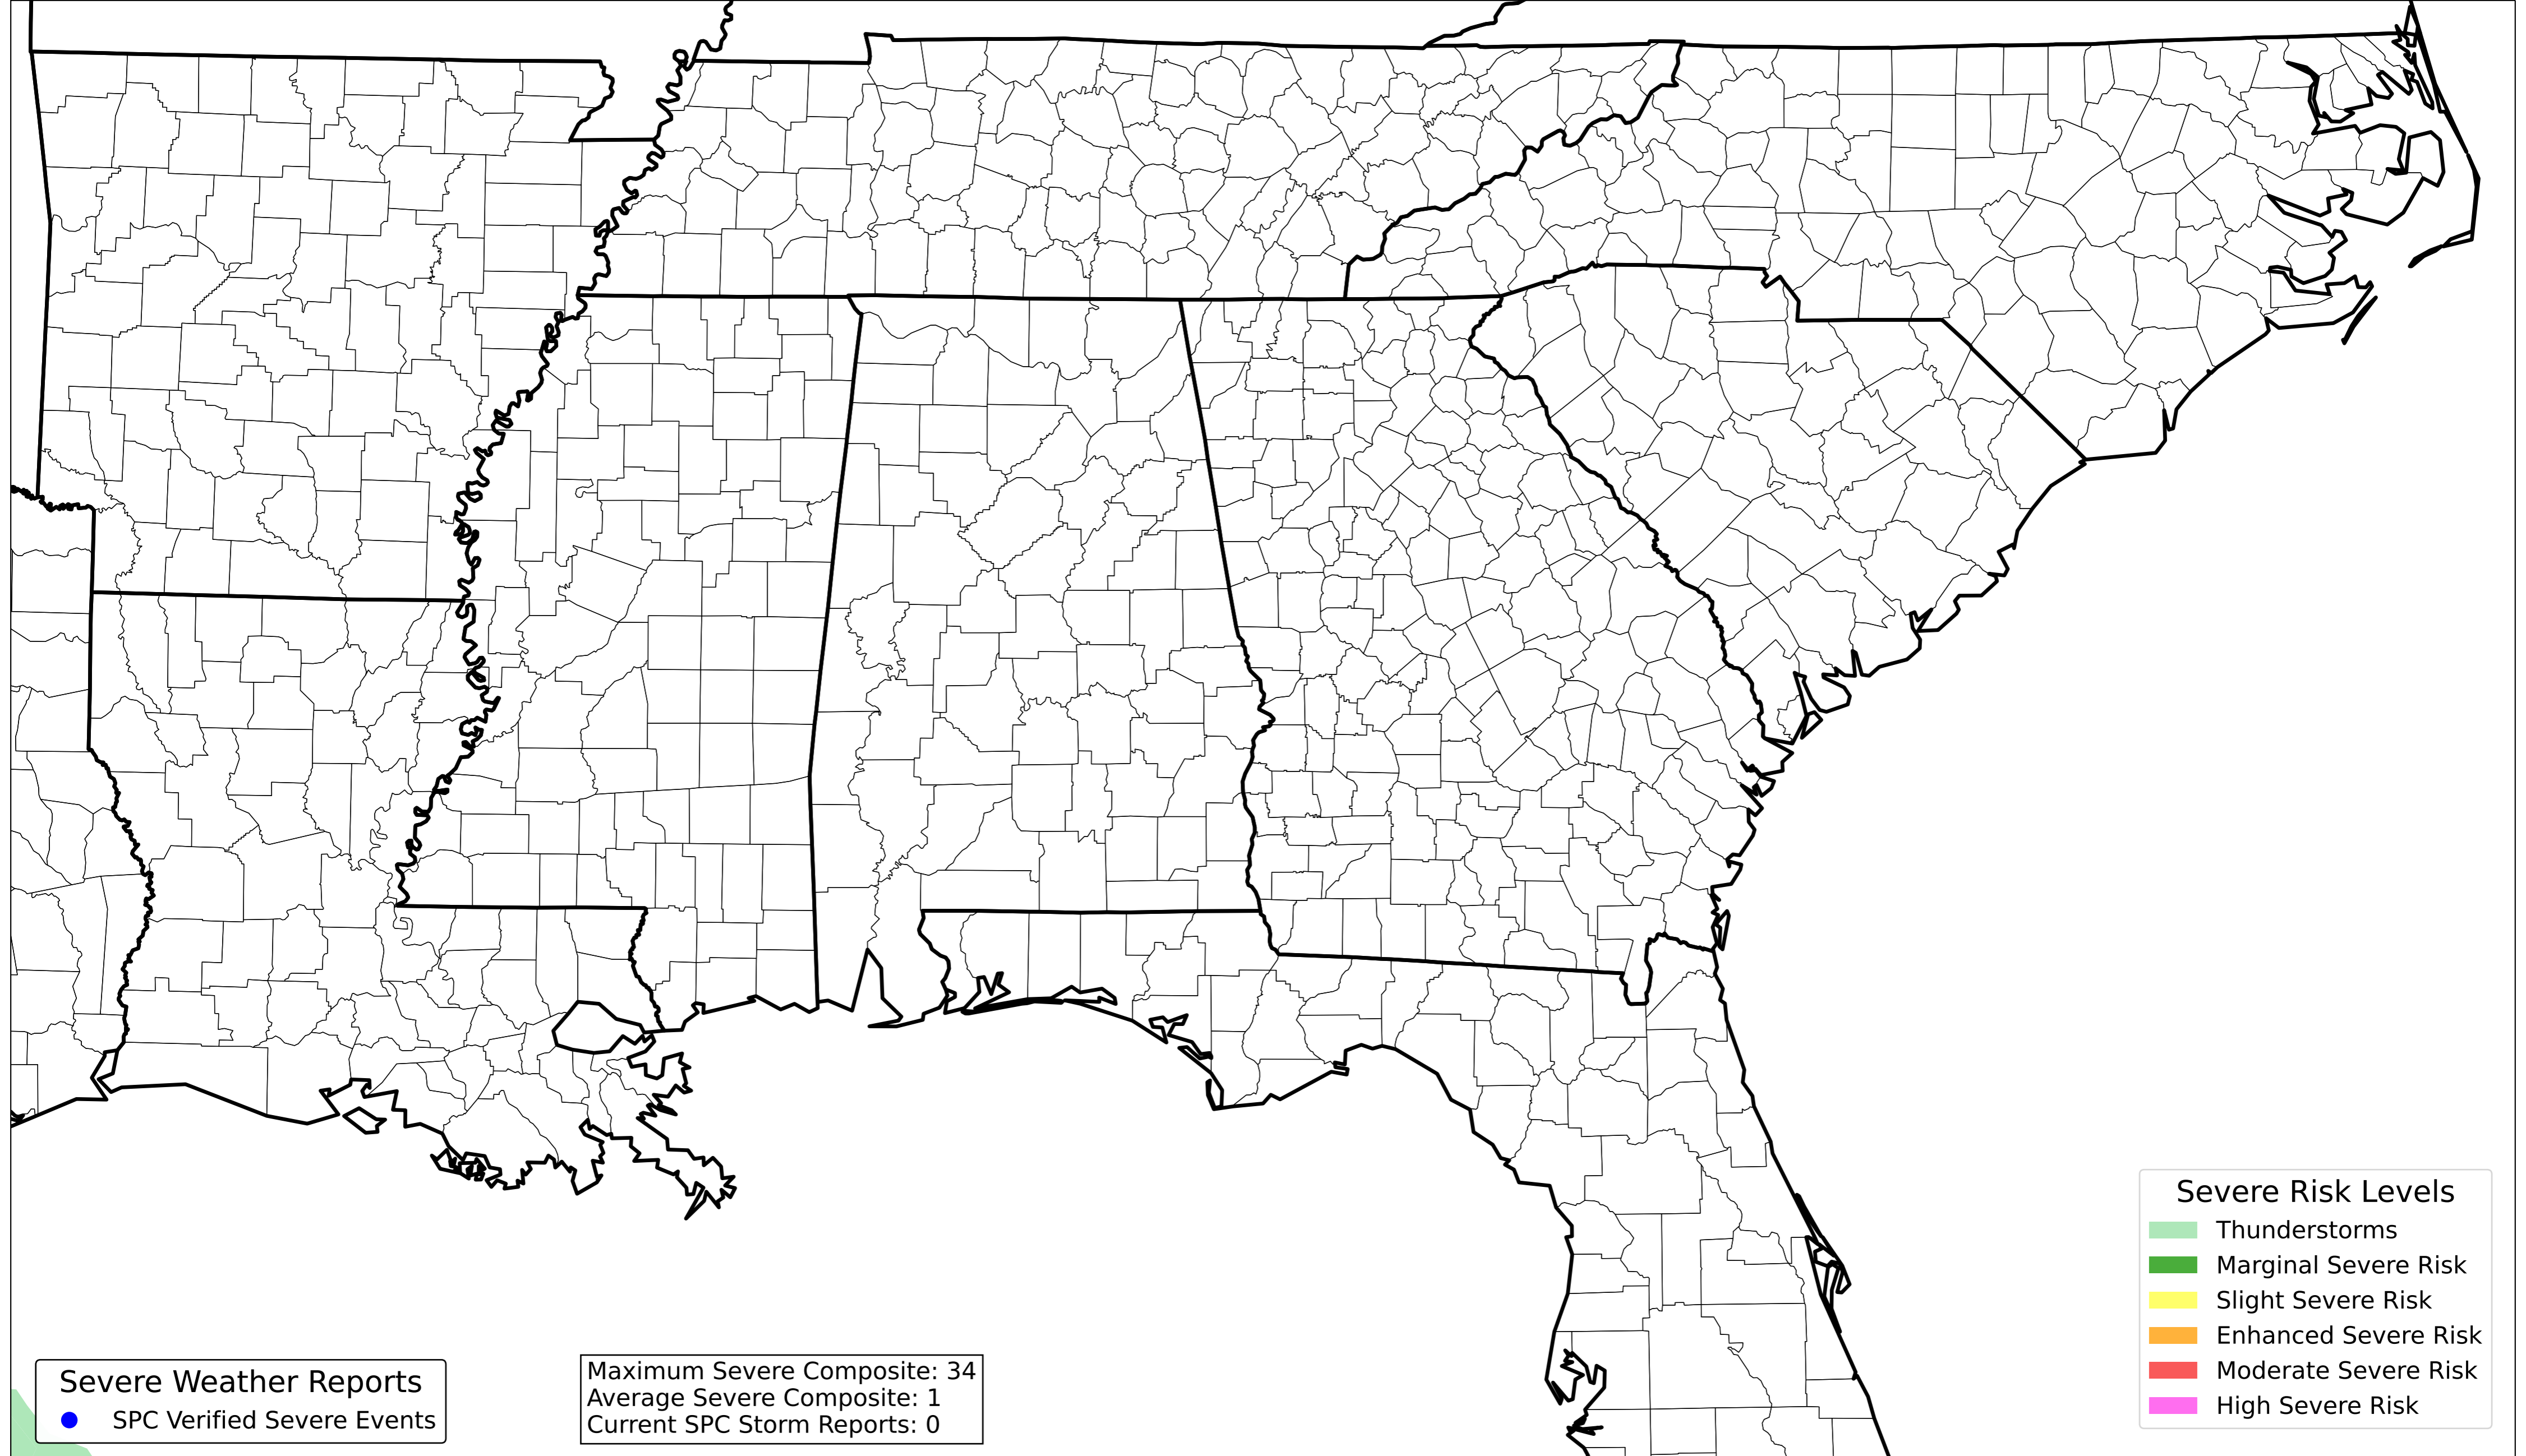 Severe Risk Levels
Thunderstorms
Marginal Severe Risk
Slight Severe Risk
Enhanced Severe Risk
Moderate Severe Risk
High Severe Risk
Severe Weather Reports
SPC Verified Severe Events
Maximum Severe Composite: 34
Average Severe Composite: 1
Current SPC Storm Reports: 0